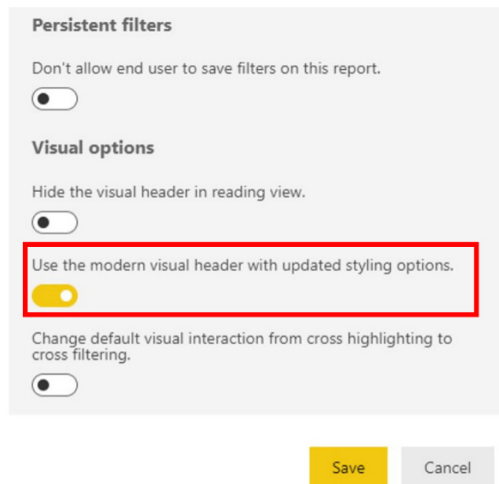 Persistent filters
Don't allow end user to save filters on this report.
Visual options
Hide the visual header in reading view.
Use the modern visual header with updated styling options.
Change default visual interaction from cross highlighting to
cross filtering.
Save Cancel